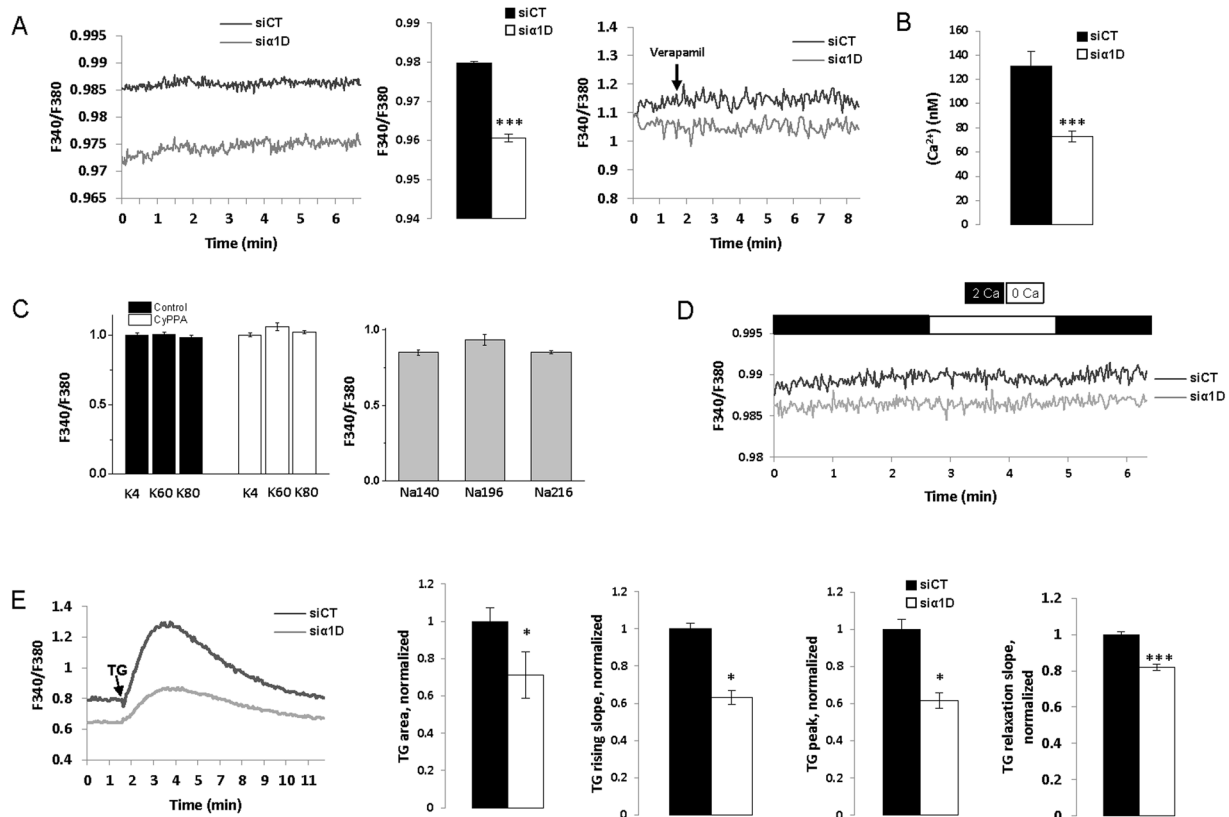 A
siCT
siα1D
F340/F380
0.995
0.985
0.975
0.965
0 1 2 3 4 5 6
Time (min)
siCT
siα1D
F340/F380
0.99
0.98
0.97
0.96
0.95
0.94
***
siCT
siα1D
Verapamil
F340/F380
1.4
1.3
1.2
1.1
1
0.9
0.8
0 1 2 3 4 5 6 7 8
Time (min)
B
siCT
siα1D
(Ca²⁺) (nM)
160
140
120
100
80
60
40
20
0
***
C
Control
CyPPA
F340/F380
1.0
0.5
0.0
K4 K60 K80 K4 K60 K80
F340/F380
1.0
0.5
0.0
Na140 Na196 Na216
D
2 Ca 0 Ca
F340/F380
0.995
0.99
0.985
0.98
siCT
siα1D
0 1 2 3 4 5 6
Time (min)
E
siCT
siα1D
TG
F340/F380
1.4
1.2
1
0.8
0.6
0.4
0 1 2 3 4 5 6 7 8 9 10 11
Time (min)
TG area, normalized
1.2
1
0.8
0.6
0.4
0.2
0
*
TG rising slope, normalized
1.2
1
0.8
0.6
0.4
0.2
0
*
siCT
siα1D
TG peak, normalized
1.2
1
0.8
0.6
0.4
0.2
0
*
TG relaxation slope,
normalized
1.2
1
0.8
0.6
0.4
0.2
0
***